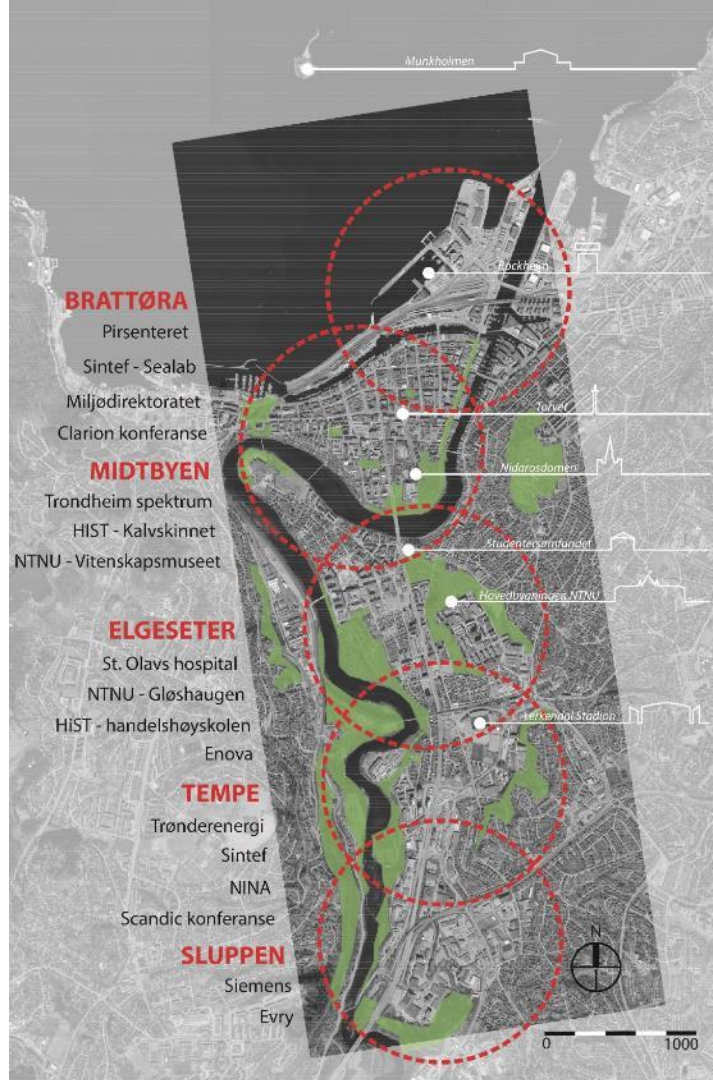 Munkholmen
Rockheim
BRATTØRA
Pirsenteret
Sintef - Sealab
Miljødirektoratet
Clarion konferanse
Torvet
MIDTBYEN
Nidarosdomen
Trondheim spektrum
HIST - Kalvskinnet
NTNU - Vitenskapsmuseet
Studentersamfundet
Hovedbygningen NTNU
ELGESETER
St. Olavs hospital
NTNU - Gløshaugen
HiST - handelshøyskolen
Enova
Lerkendal Stadion
TEMPE
Trønderenergi
Sintef
NINA
Scandic konferanse
SLUPPEN
Siemens
Evry
N
0 1000